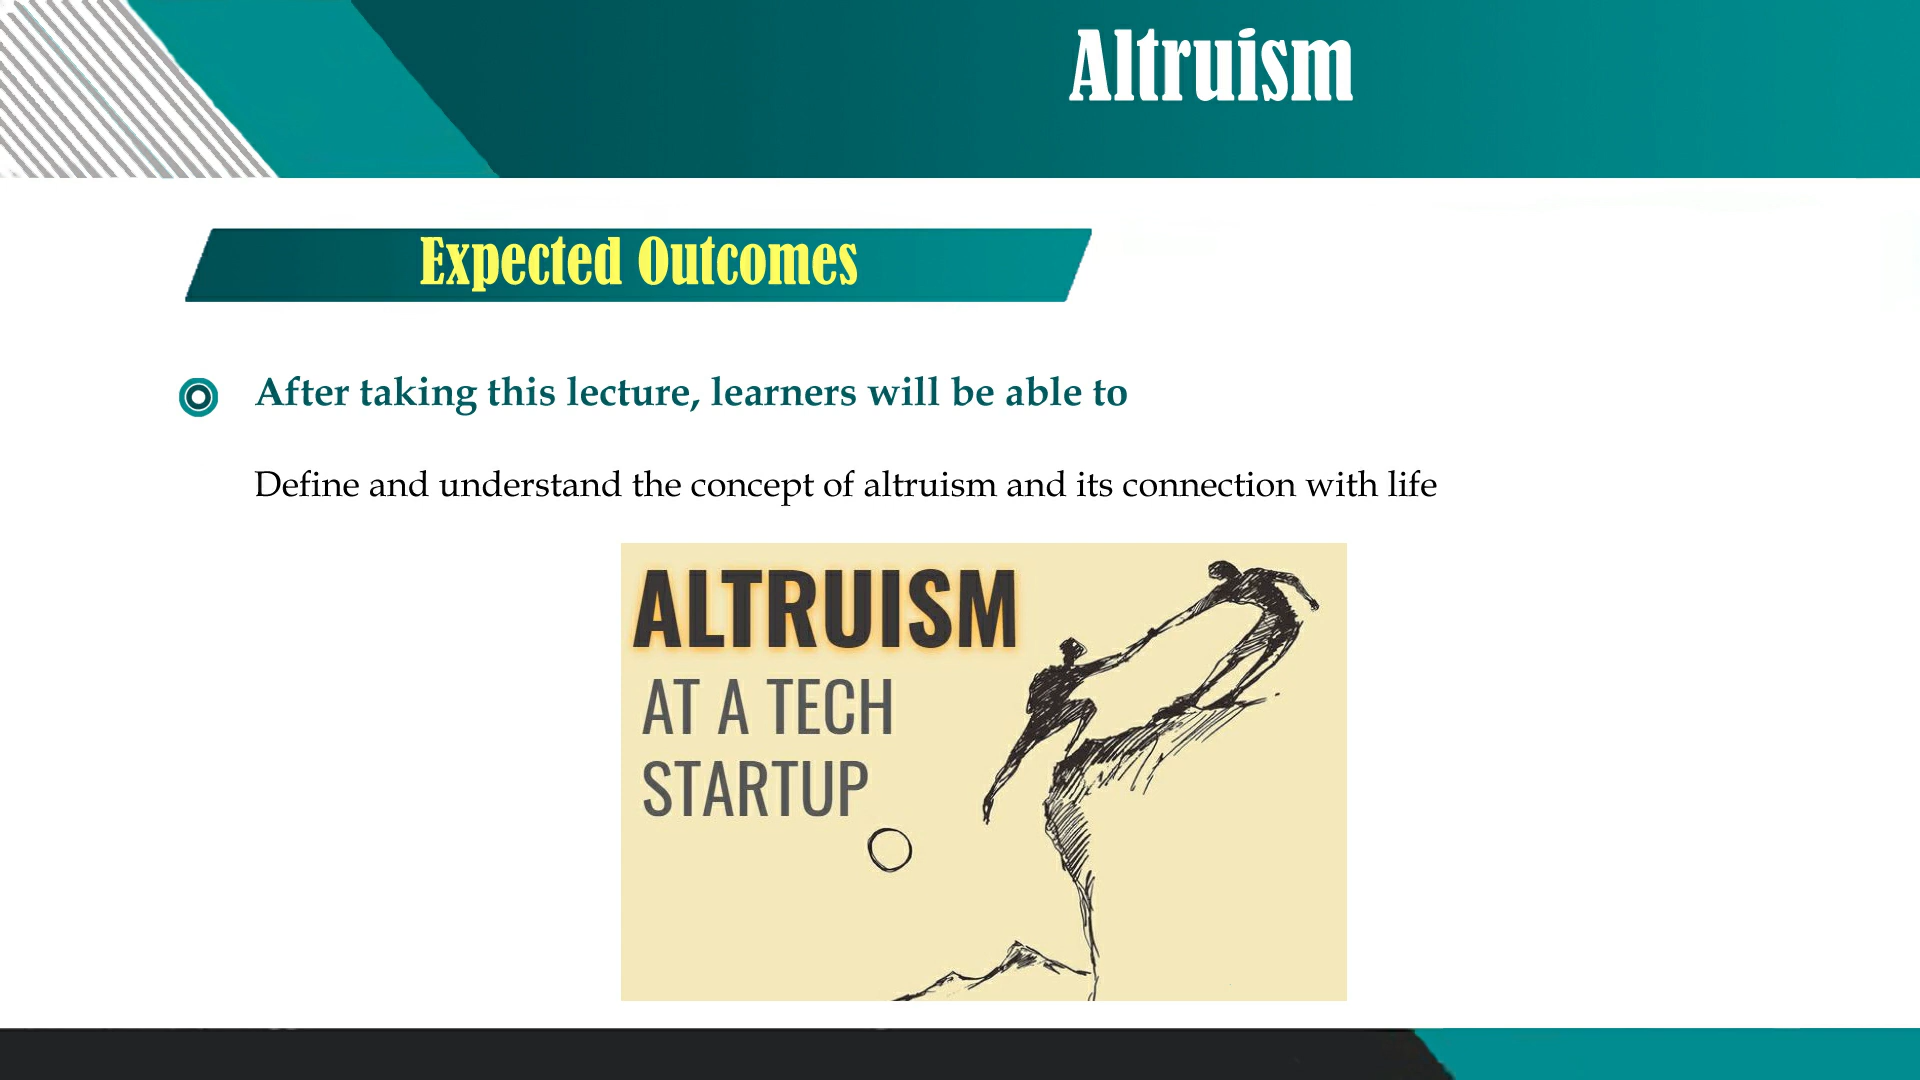 Altruism
Expected Outcomes
After taking this lecture, learners will be able to
Define and understand the concept of altruism and its connection with life
ALTRUISM
AT A TECH
STARTUP